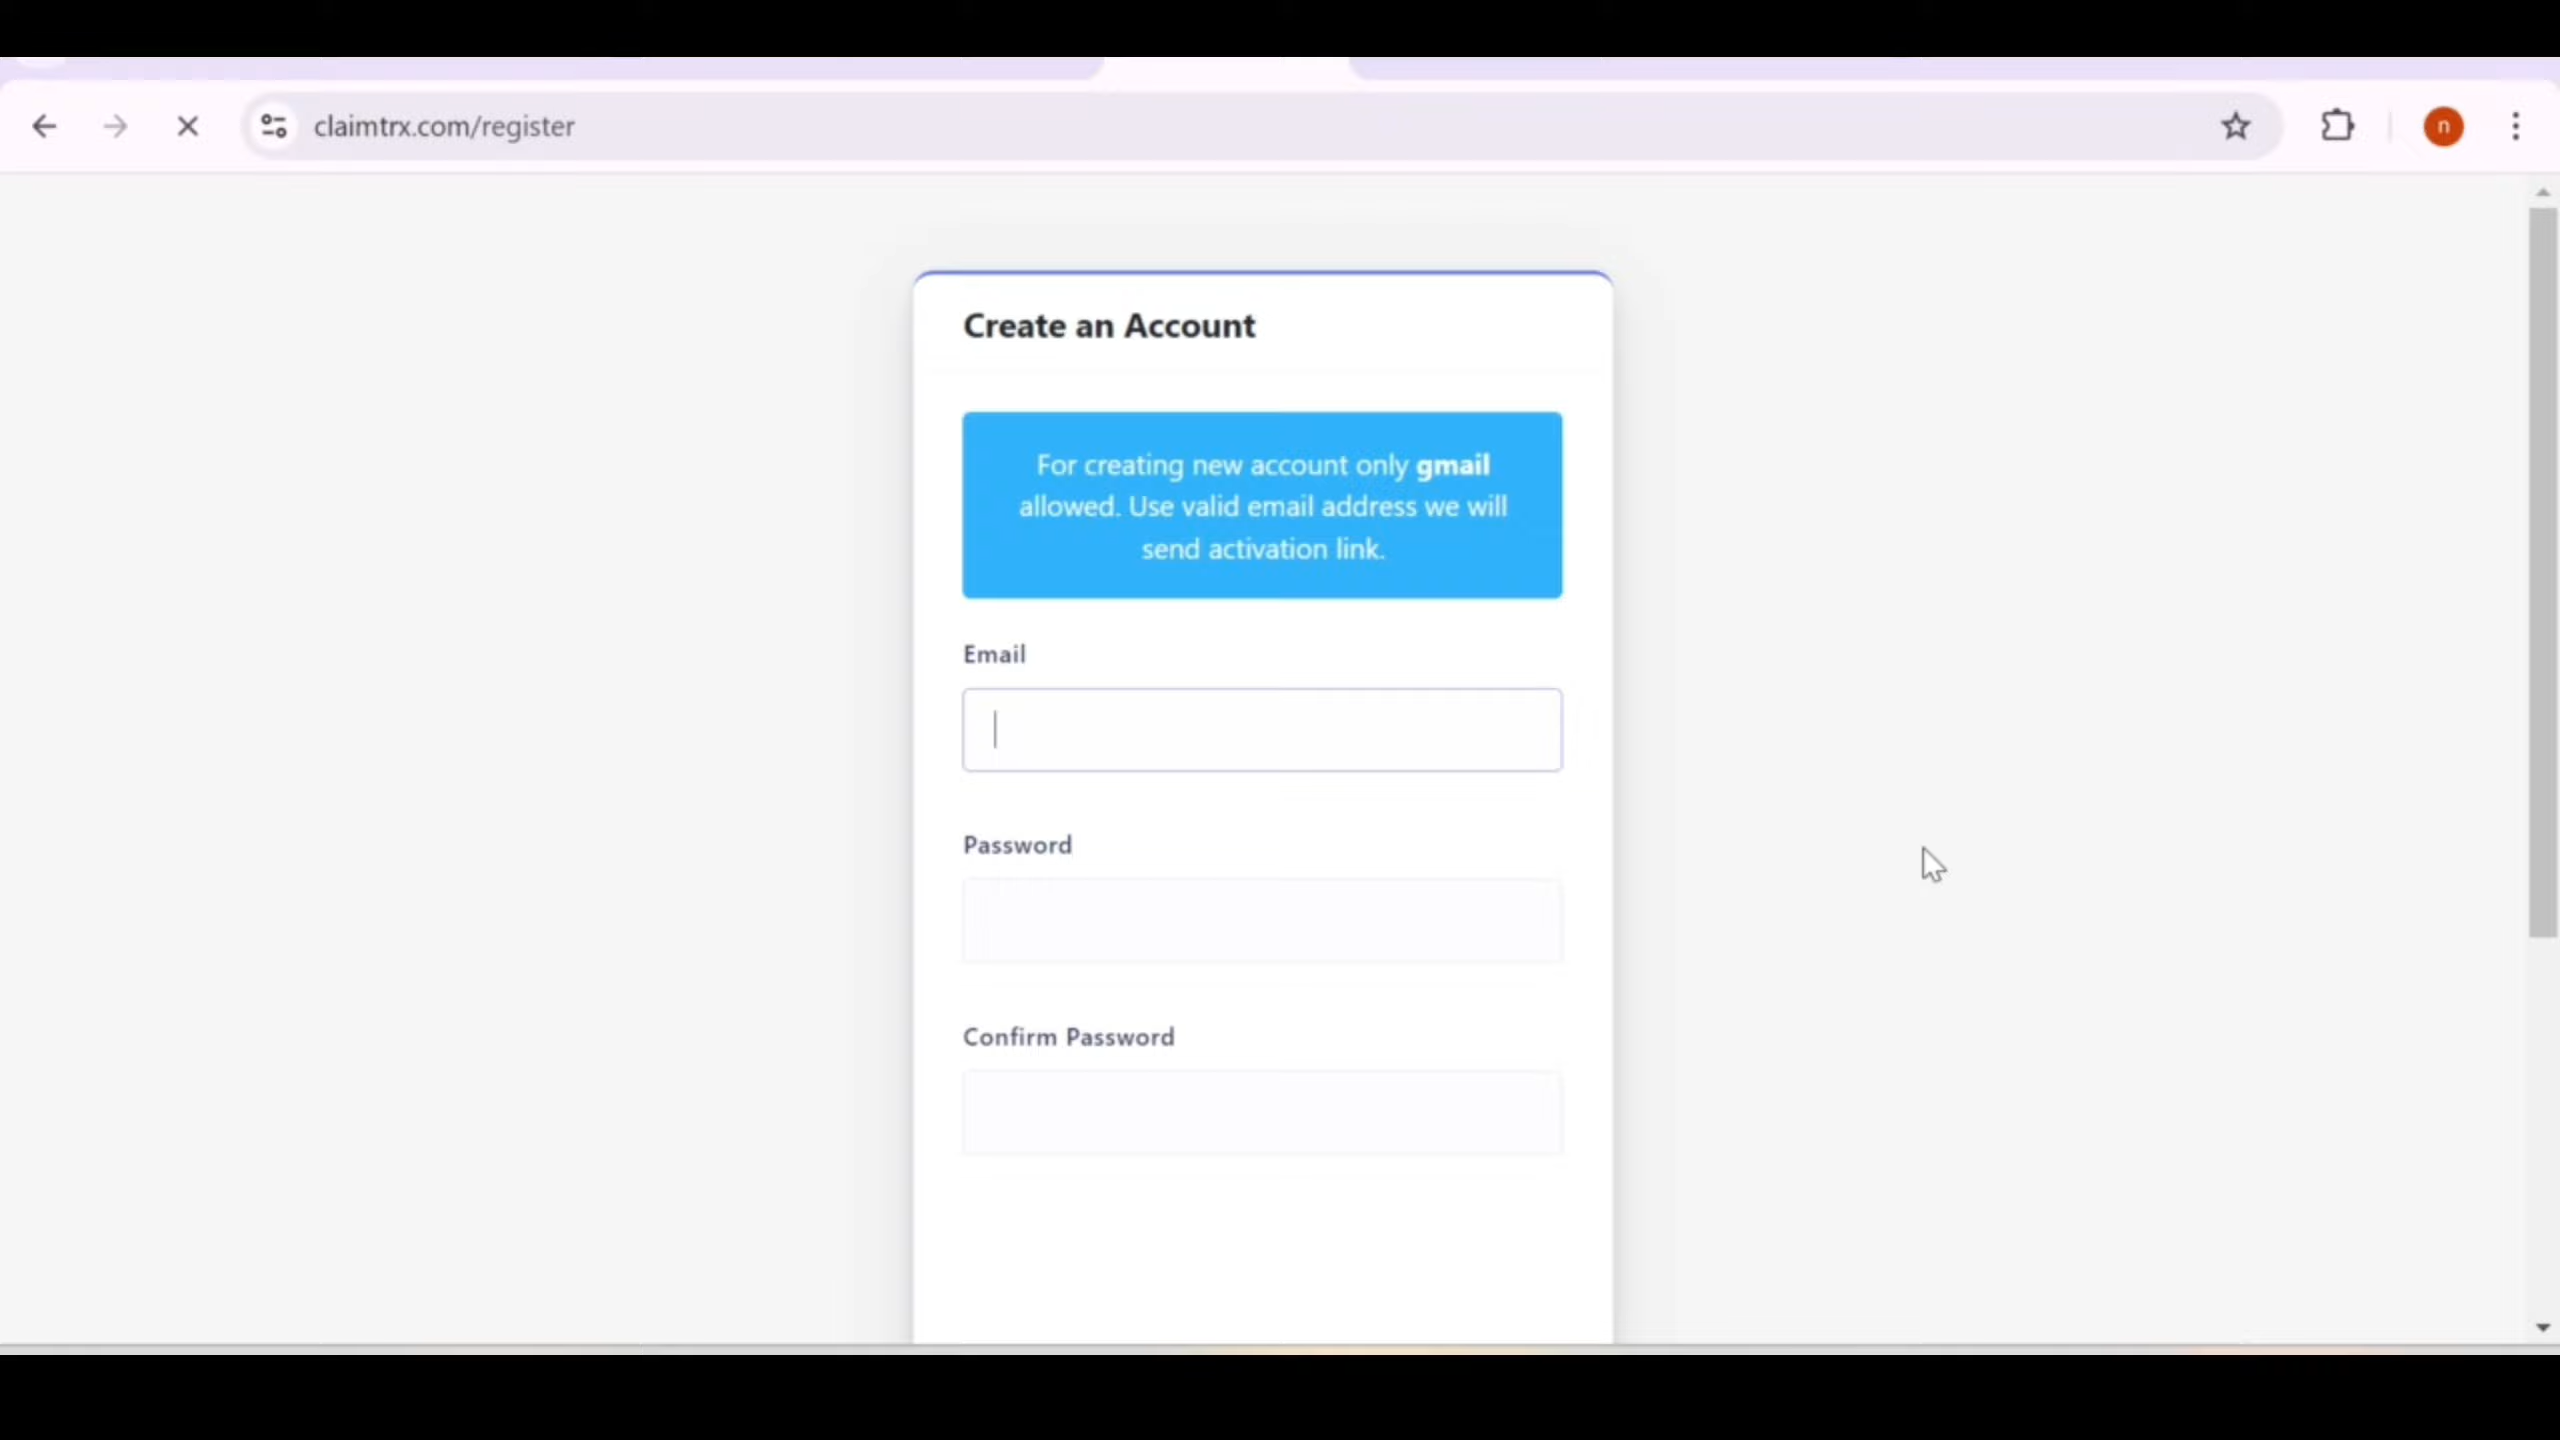 claimtrx.com/register
n
Create an Account
For creating new account only gmail
allowed. Use valid email address we will
send activation link.
Email
Password
Confirm Password